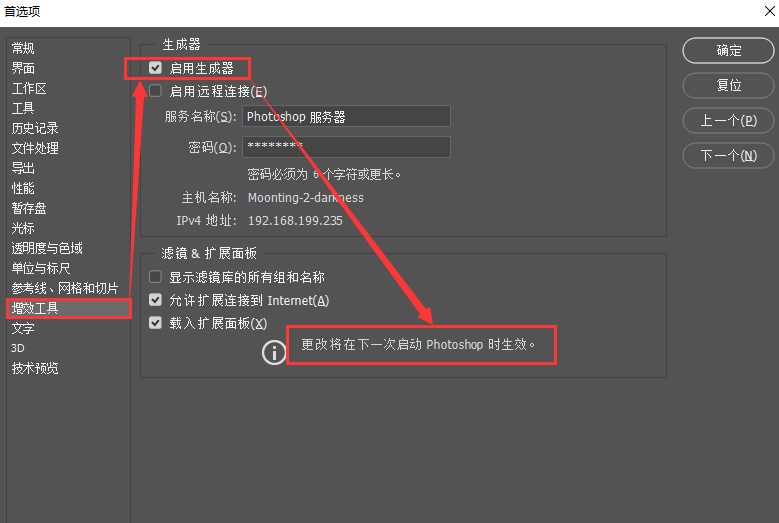 首选项
常规
界面
工作区
工具
历史记录
文件处理
导出
性能
暂存盘
光标
透明度与色域
单位与标尺
参考线、网格和切片
增效工具
文字
3D
技术预览
生成器
启用生成器
启用远程连接(E)
服务名称(S): Photoshop 服务器
密码(O): ********
密码必须为 6 个字符或更长。
主机名称: Moonting-2-darkness
IPv4 地址: 192.168.199.235
滤镜 & 扩展面板
显示滤镜库的所有组和名称
允许扩展连接到 Internet(A)
载入扩展面板(X)
更改将在下一次启动 Photoshop 时生效。
确定
复位
上一个(P)
下一个(N)